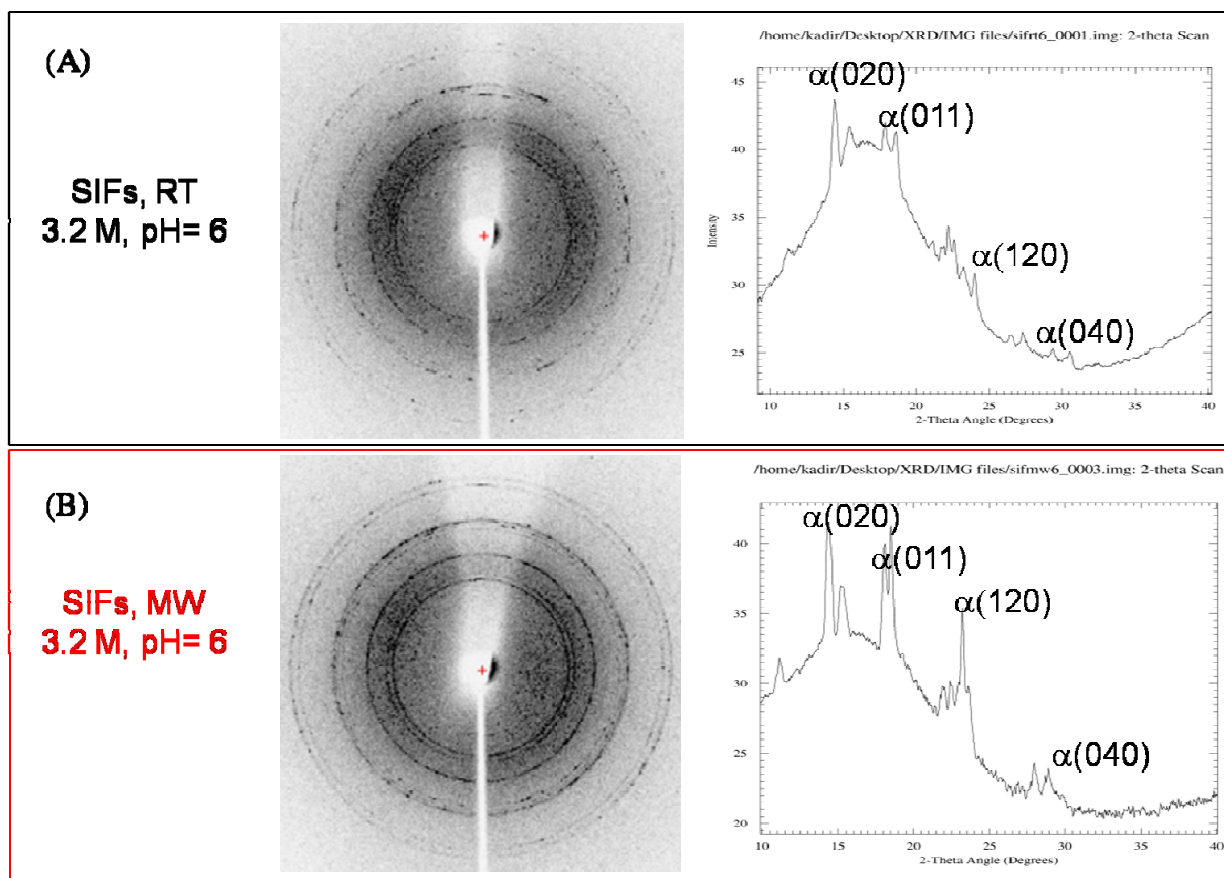 (A)
SIFs, RT
3.2 M, pH= 6
/home/kadir/Desktop/XRD/IMG files/sifrt6_0001.img: 2-theta Scan
α(020)
α(011)
α(120)
α(040)
Intensity
45
40
35
30
25
10
15
20
25
30
35
40
2-Theta Angle (Degrees)
(B)
SIFs, MW
3.2 M, pH= 6
/home/kadir/Desktop/XRD/IMG files/sifmw6_0003.img: 2-theta Scan
α(020)
α(011)
α(120)
α(040)
40
35
30
25
20
10
15
20
25
30
35
40
2-Theta Angle (Degrees)